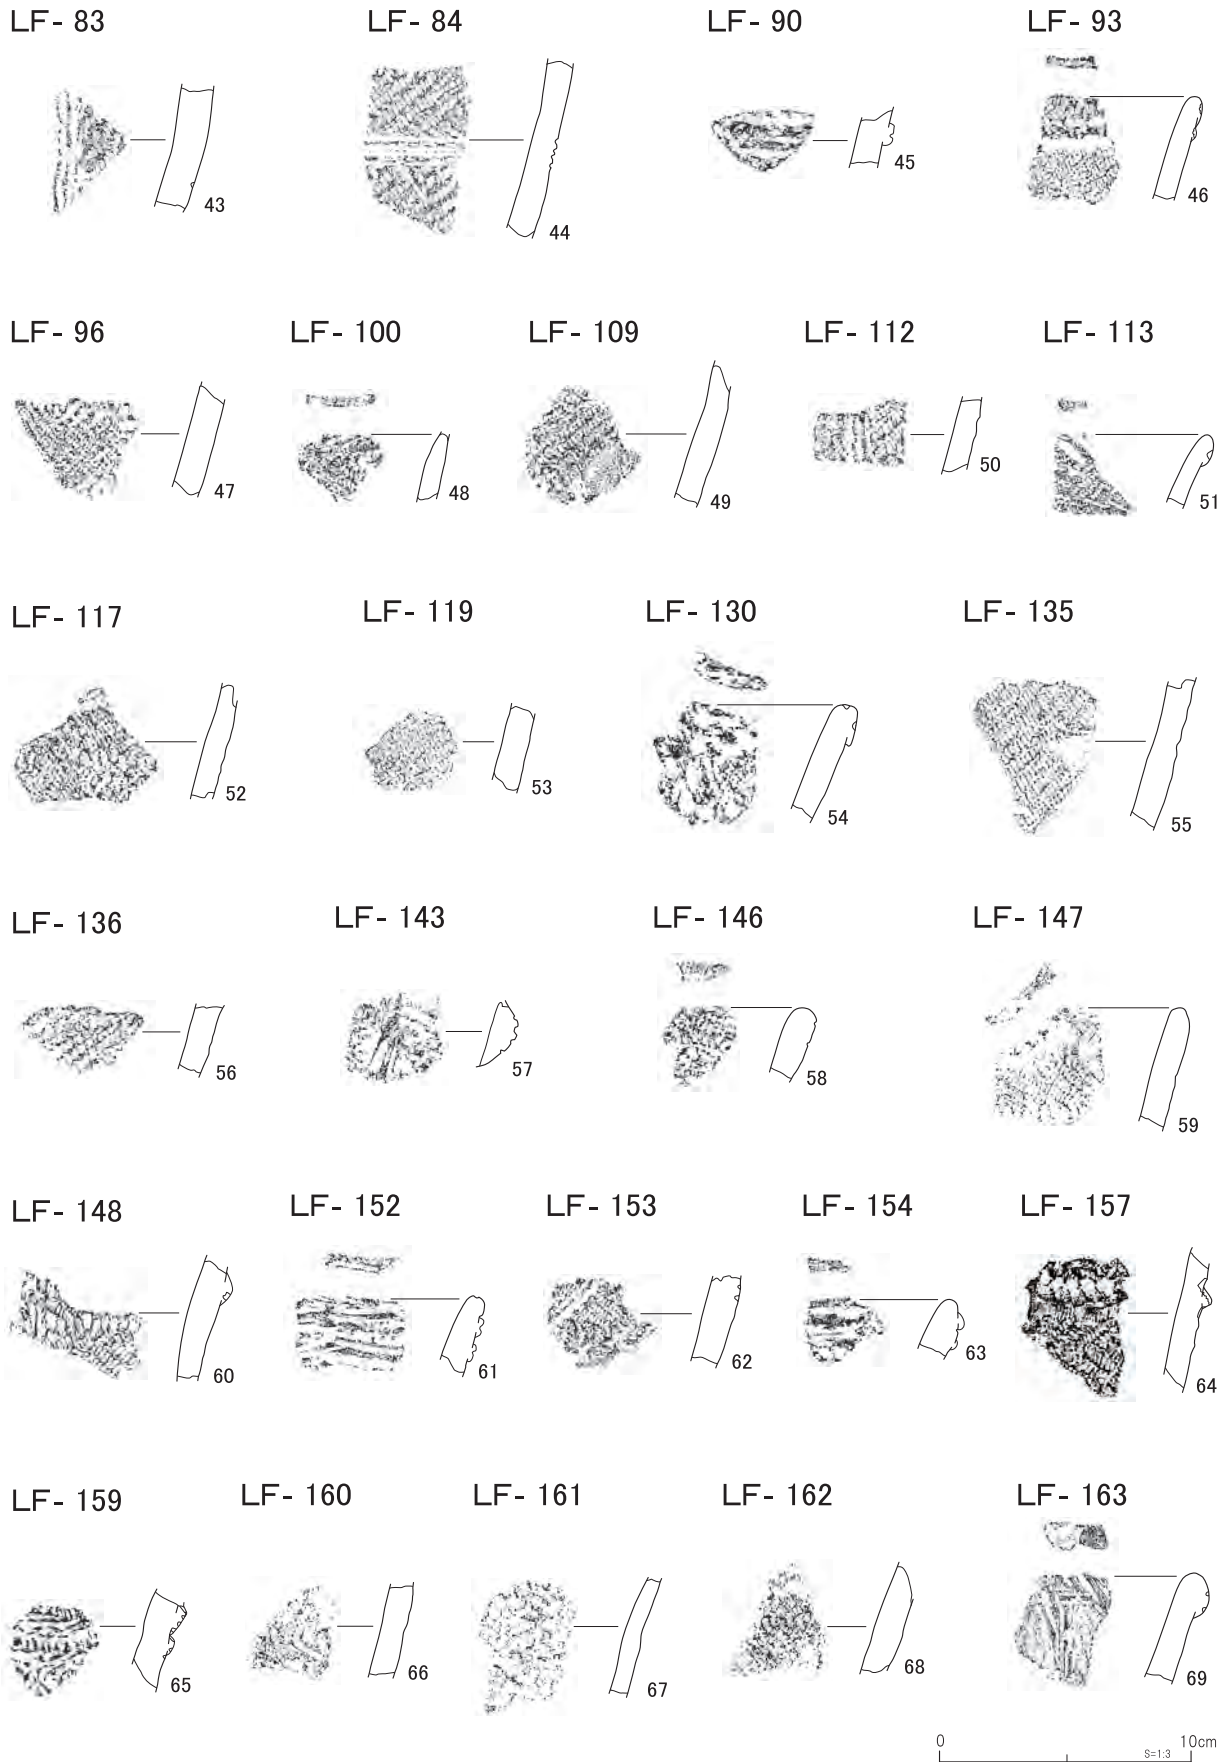 LF- 83 LF- 84 LF- 90 LF- 93
43 44 45 46
LF- 96 LF- 100 LF- 109 LF- 112 LF- 113
47 48 49 50 51
LF- 117 LF- 119 LF- 130 LF- 135
52 53 54 55
LF- 136 LF- 143 LF- 146 LF- 147
56 57 58 59
LF- 148 LF- 152 LF- 153 LF- 154 LF- 157
60 61 62 63 64
LF- 159 LF- 160 LF- 161 LF- 162 LF- 163
65 66 67 68 69
0 10cm
S=1:3